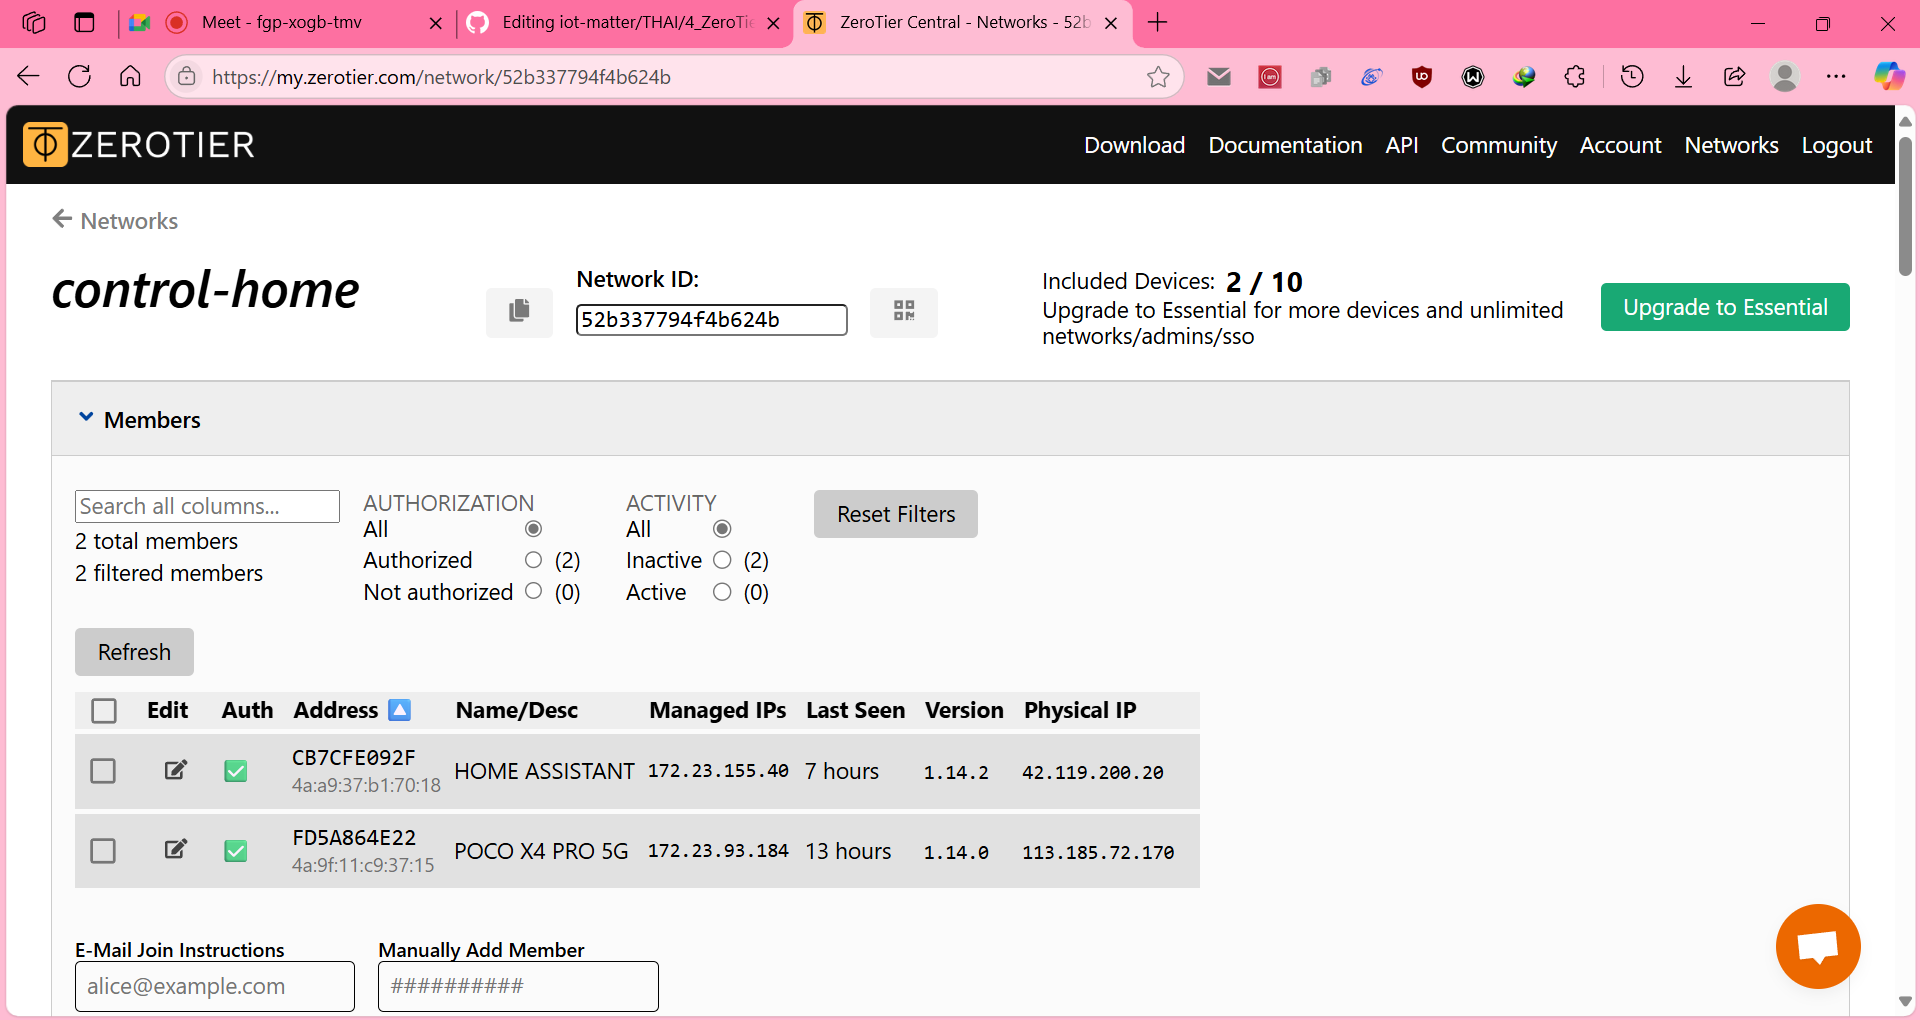 Meet - fgp-xogb-tmv
Editing iot-matter/THAI/4_ZeroTie
ZeroTier Central - Networks - 52b
https://my.zerotier.com/network/52b337794f4b624b
ZEROTIER
Download Documentation API Community Account Networks Logout
Networks
control-home
Network ID:
52b337794f4b624b
Included Devices: 2 / 10
Upgrade to Essential for more devices and unlimited
networks/admins/sso
Upgrade to Essential
Members
Search all columns...
2 total members
2 filtered members
AUTHORIZATION
All
Authorized (2)
Not authorized (0)
ACTIVITY
All
Inactive (2)
Active (0)
Reset Filters
Refresh
Edit Auth Address Name/Desc Managed IPs Last Seen Version Physical IP
CB7CFE092F
4a:a9:37:b1:70:18
HOME ASSISTANT 172.23.155.40 7 hours 1.14.2 42.119.200.20
FD5A864E22
4a:9f:11:c9:37:15
POCO X4 PRO 5G 172.23.93.184 13 hours 1.14.0 113.185.72.170
E-Mail Join Instructions
alice@example.com
Manually Add Member
##########